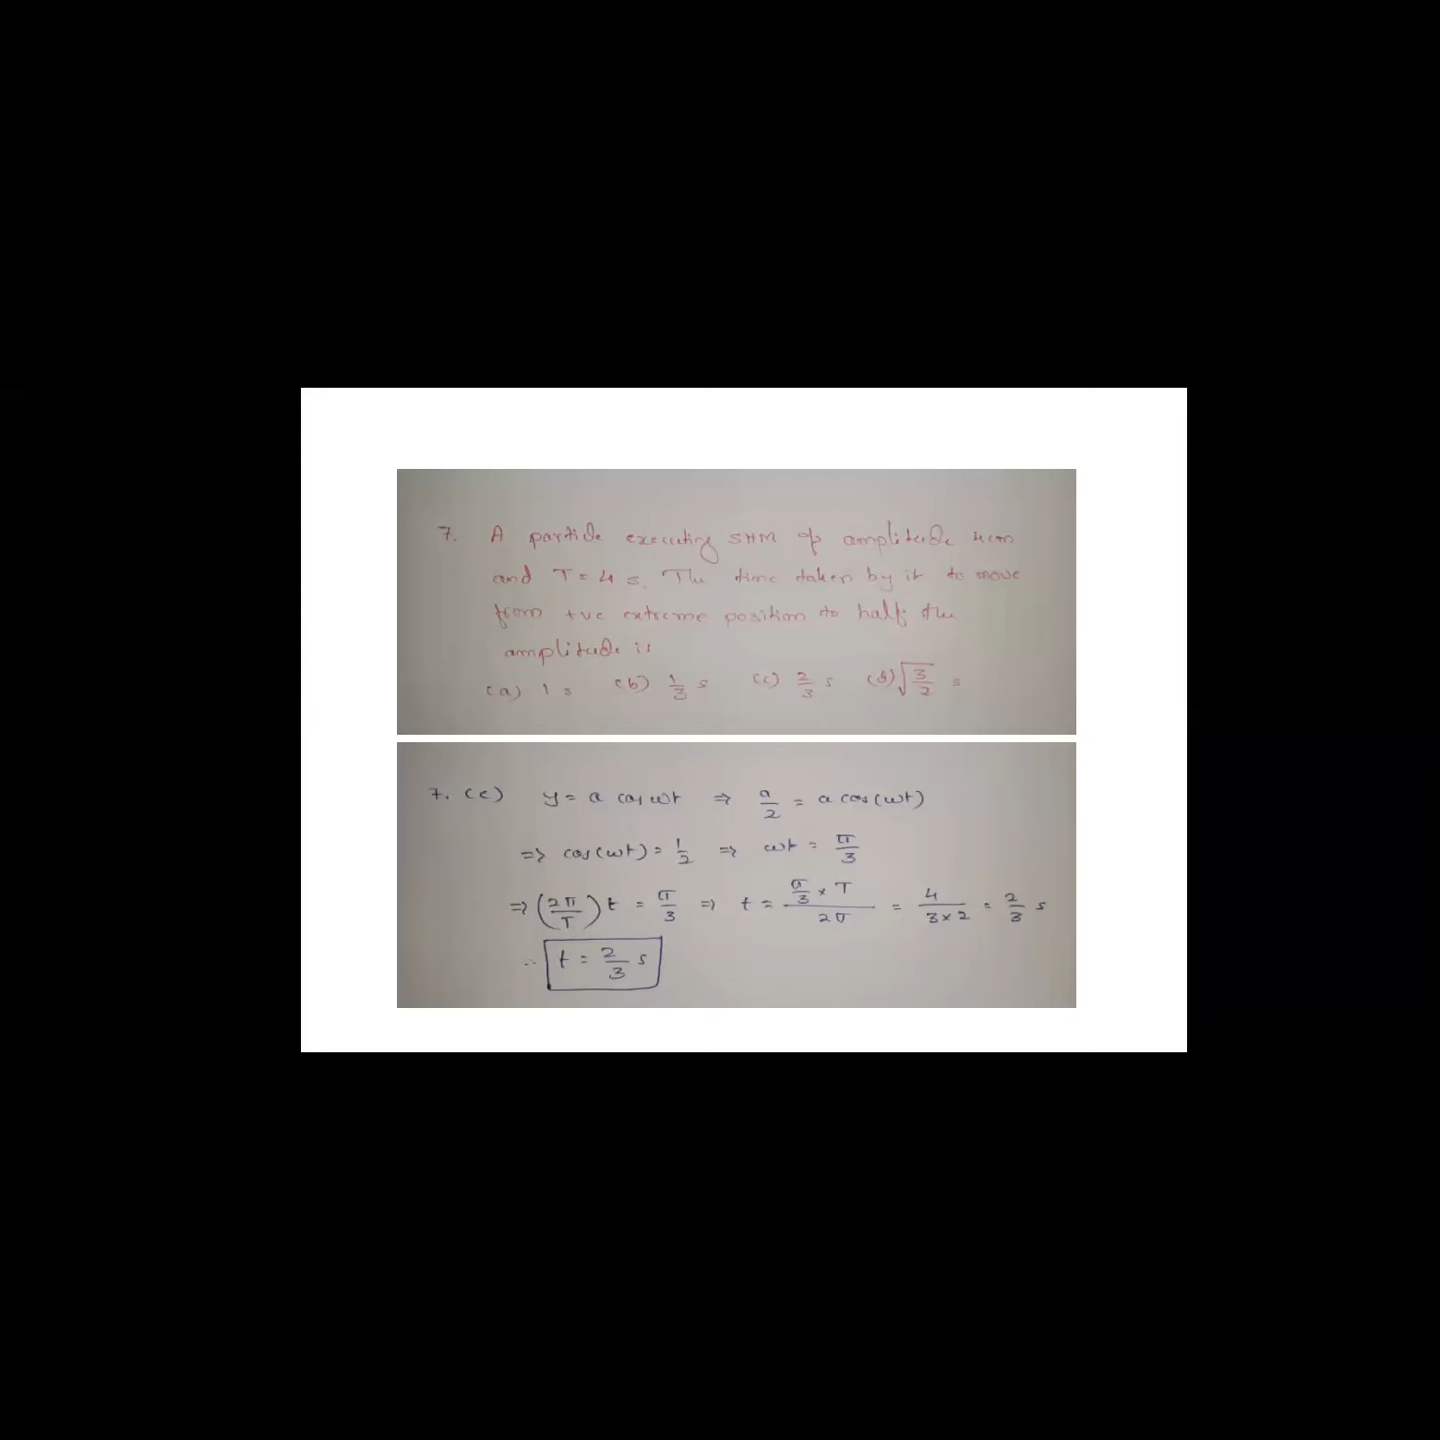 7. A particle executing SHM of amplitude 4cm
and T = 4 s. The time taken by it to move
from +ve extreme position to half the
amplitude is
(a) 1 s (b) 1/3 s (c) 2/3 s (d) √(3/2) s
7. (c) y = a cos ωt ⇒ a/2 = a cos(ωt)
⇒ cos(ωt) = 1/2 ⇒ ωt = π/3
⇒ (2π/T) t = π/3 ⇒ t = (π/3 × T)/2π = 4/(3×2) = 2/3 s
∴ t = 2/3 s